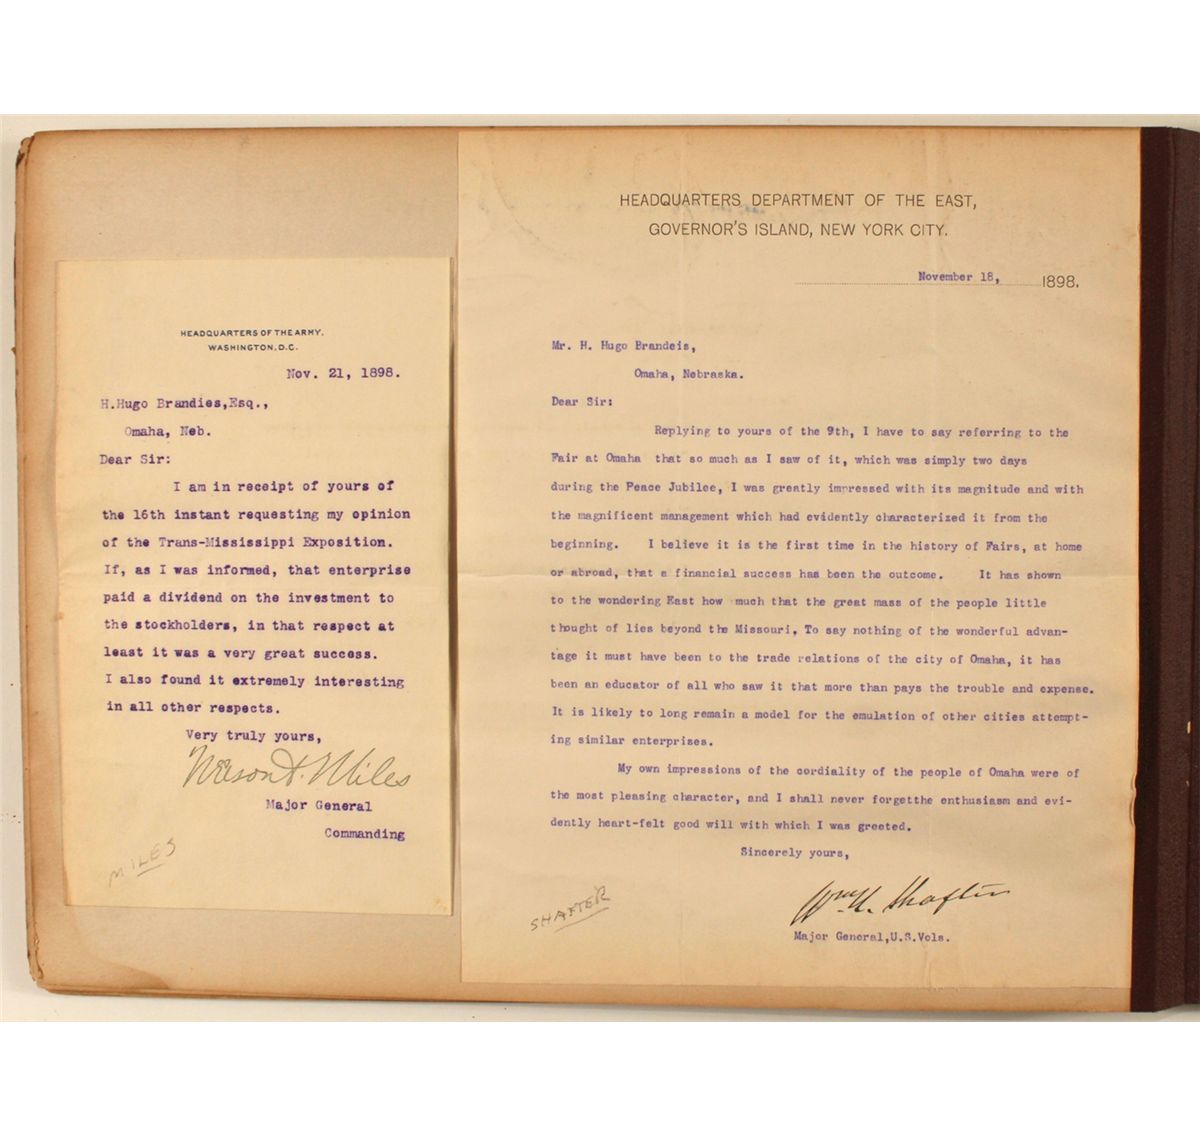 HEADQUARTERS OF THE ARMY.
WASHINGTON, D.C.
Nov. 21, 1898.
H.Hugo Brandies,Esq.,
Omaha, Neb.
Dear Sir:
I am in receipt of yours of
the 16th instant requesting my opinion
of the Trans-Mississippi Exposition.
If, as I was informed, that enterprise
paid a dividend on the investment to
the stockholders, in that respect at
least it was a very great success.
I also found it extremely interesting
in all other respects.
Very truly yours,
Nelson A. Miles
Major General
Commanding
MILES
HEADQUARTERS DEPARTMENT OF THE EAST,
GOVERNOR'S ISLAND, NEW YORK CITY.
November 18, 1898.
Mr. H. Hugo Brandeis,
Omaha, Nebraska.
Dear Sir:
Replying to yours of the 9th, I have to say referring to the
Fair at Omaha that so much as I saw of it, which was simply two days
during the Peace Jubilee, I was greatly impressed with its magnitude and with
the magnificent management which had evidently characterized it from the
beginning. I believe it is the first time in the history of Fairs, at home
or abroad, that a financial success has been the outcome. It has shown
to the wondering East how much that the great mass of the people little
thought of lies beyond the Missouri. To say nothing of the wonderful advan-
tage it must have been to the trade relations of the city of Omaha, it has
been an educator of all who saw it that more than pays the trouble and expense.
It is likely to long remain a model for the emulation of other cities attempt-
ing similar enterprises.
My own impressions of the cordiality of the people of Omaha were of
the most pleasing character, and I shall never forgetthe enthusiasm and evi-
dently heart-felt good will with which I was greeted.
Sincerely yours,
Wm R. Shafter
Major General,U.S.Vols.
SHAFTER